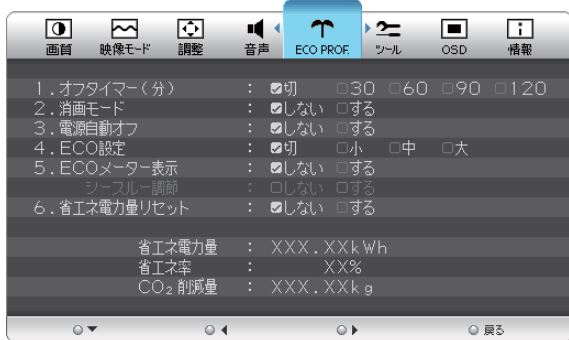 画質 映像モード 調整 音声 ECO PROF. ツール OSD 情報
1.オフタイマー(分) : 切 30 60 90 120
2.消画モード : しない する
3.電源自動オフ : しない する
4.ECO設定 : 切 小 中 大
5.ECOメーター表示 : しない する
シースルー調節 : しない する
6.省エネ電力量リセット : しない する
省エネ電力量 : XXX.XXkWh
省エネ率 : XX%
CO₂削減量 : XXX.XXkg
戻る